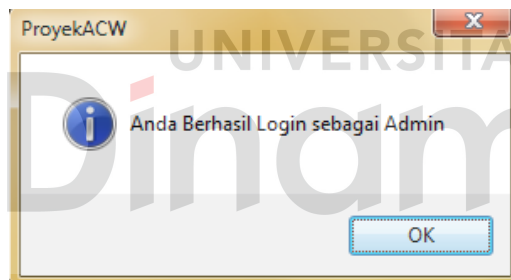 ProyekACW
UNIVERSITA
Dinam
Anda Berhasil Login sebagai Admin
OK